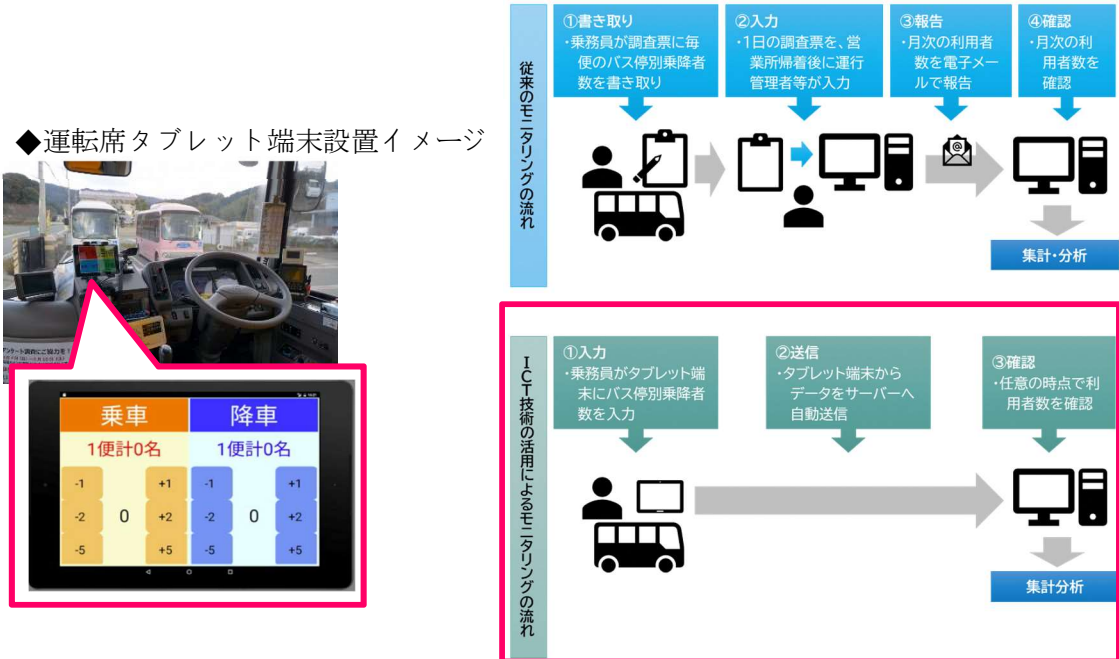 ◆運転席タブレット端末設置イメージ
乗車
降車
1便計0名
1便計0名
-1
+1
-1
+1
-2
0
+2
-2
0
+2
-5
+5
-5
+5
従来のモニタリングの流れ
①書き取り
・乗務員が調査票に毎
便のバス停別乗降者
数を書き取り
②入力
・1日の調査票を、営
業所帰着後に運行
管理者等が入力
③報告
・月次の利用者
数を電子メー
ルで報告
④確認
・月次の利
用者数を
確認
@
集計・分析
ICT技術の活用によるモニタリングの流れ
①入力
・乗務員がタブレット端
末にバス停別乗降者
数を入力
②送信
・タブレット端末から
データをサーバーへ
自動送信
③確認
・任意の時点で利
用者数を確認
集計分析